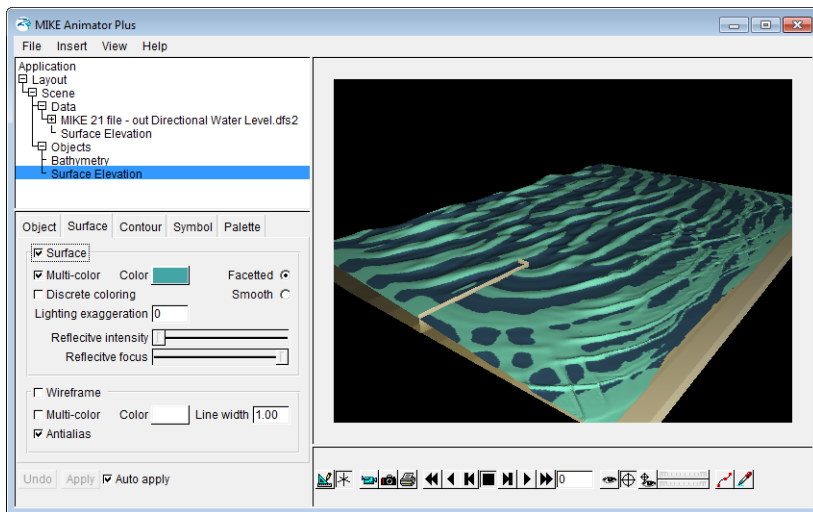 MIKE Animator Plus
File Insert View Help
Application
Layout
Scene
Data
MIKE 21 file - out Directional Water Level.dfs2
Surface Elevation
Objects
Bathymetry
Surface Elevation
Object Surface Contour Symbol Palette
Surface
Multi-color Color Facetted
Discrete coloring Smooth
Lighting exaggeration 0
Reflecitve intensity
Reflecitve focus
Wireframe
Multi-color Color Line width 1.00
Antialias
Undo Apply Auto apply 0